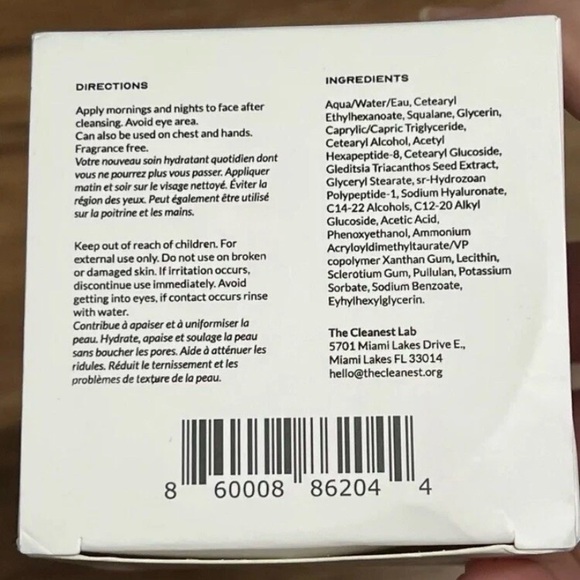 DIRECTIONS
Apply mornings and nights to face after
cleansing. Avoid eye area.
Can also be used on chest and hands.
Fragrance free.
Votre nouveau soin hydratant quotidien dont
vous ne pourrez plus vous passer. Appliquer
matin et soir sur le visage nettoyé. Éviter la
région des yeux. Peut également être utilisé
sur la poitrine et les mains.
Keep out of reach of children. For
external use only. Do not use on broken
or damaged skin. If irritation occurs,
discontinue use immediately. Avoid
getting into eyes, if contact occurs rinse
with water.
Contribue à apaiser et à uniformiser la
peau. Hydrate, apaise et soulage la peau
sans boucher les pores. Aide à atténuer les
ridules. Réduit le ternissement et les
problèmes de texture de la peau.
INGREDIENTS
Aqua/Water/Eau, Cetearyl
Ethylhexanoate, Squalane, Glycerin,
Caprylic/Capric Triglyceride,
Cetearyl Alcohol, Acetyl
Hexapeptide-8, Cetearyl Glucoside,
Gleditsia Triacanthos Seed Extract,
Glyceryl Stearate, sr-Hydrozoan
Polypeptide-1, Sodium Hyaluronate,
C14-22 Alcohols, C12-20 Alkyl
Glucoside, Acetic Acid,
Phenoxyethanol, Ammonium
Acryloyldimethyltaurate/VP
copolymer Xanthan Gum, Lecithin,
Sclerotium Gum, Pullulan, Potassium
Sorbate, Sodium Benzoate,
Eyhylhexylglycerin.
The Cleanest Lab
5701 Miami Lakes Drive E.,
Miami Lakes FL 33014
hello@thecleanest.org
8 60008 86204 4